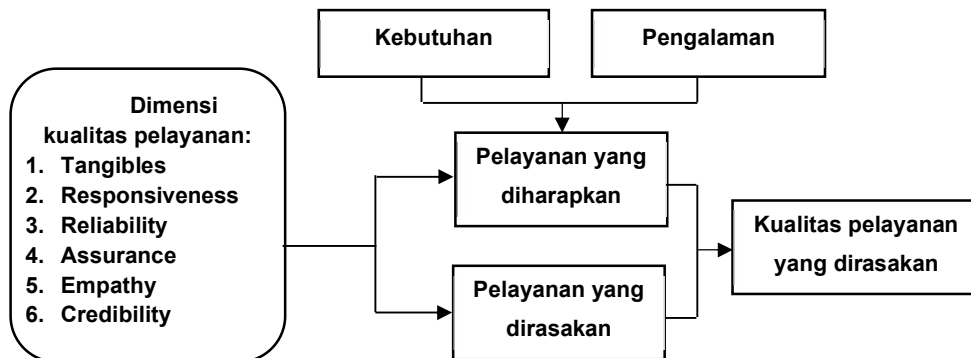 Kebutuhan
Pengalaman
Dimensi
kualitas pelayanan:
1. Tangibles
2. Responsiveness
3. Reliability
4. Assurance
5. Empathy
6. Credibility
Pelayanan yang
diharapkan
Pelayanan yang
dirasakan
Kualitas pelayanan
yang dirasakan